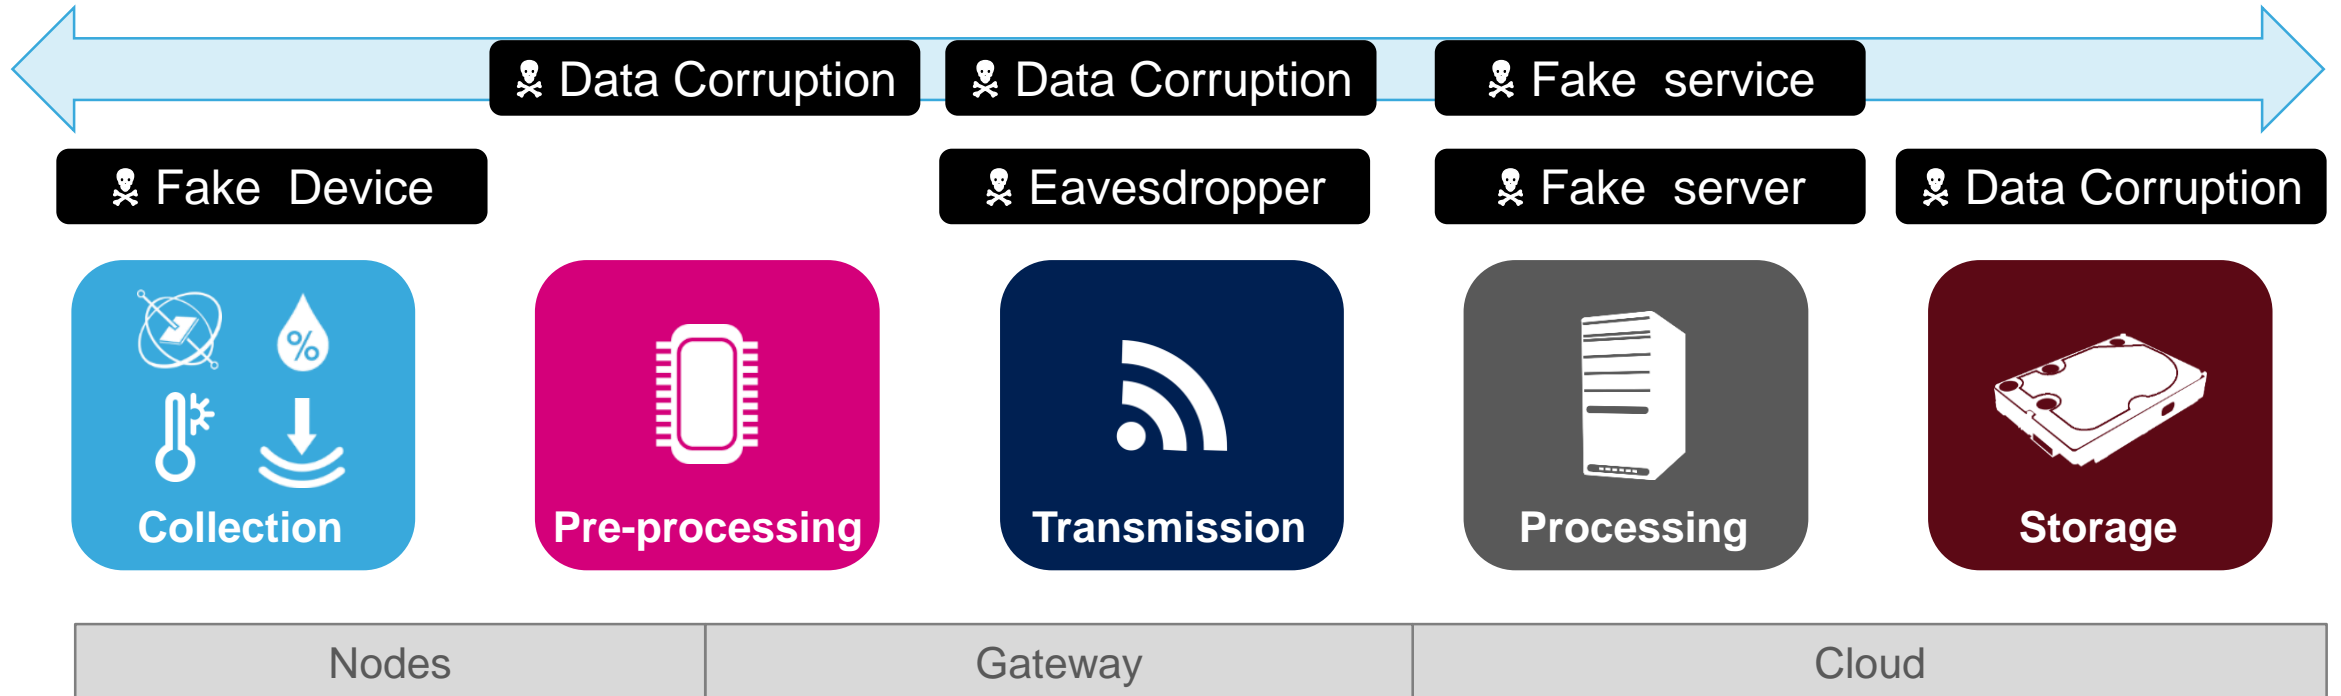 ☠ Data Corruption
☠ Data Corruption
☠ Fake service
☠ Fake Device
☠ Eavesdropper
☠ Fake server
☠ Data Corruption
%
Collection
Pre-processing
Transmission
Processing
Storage
Nodes
Gateway
Cloud